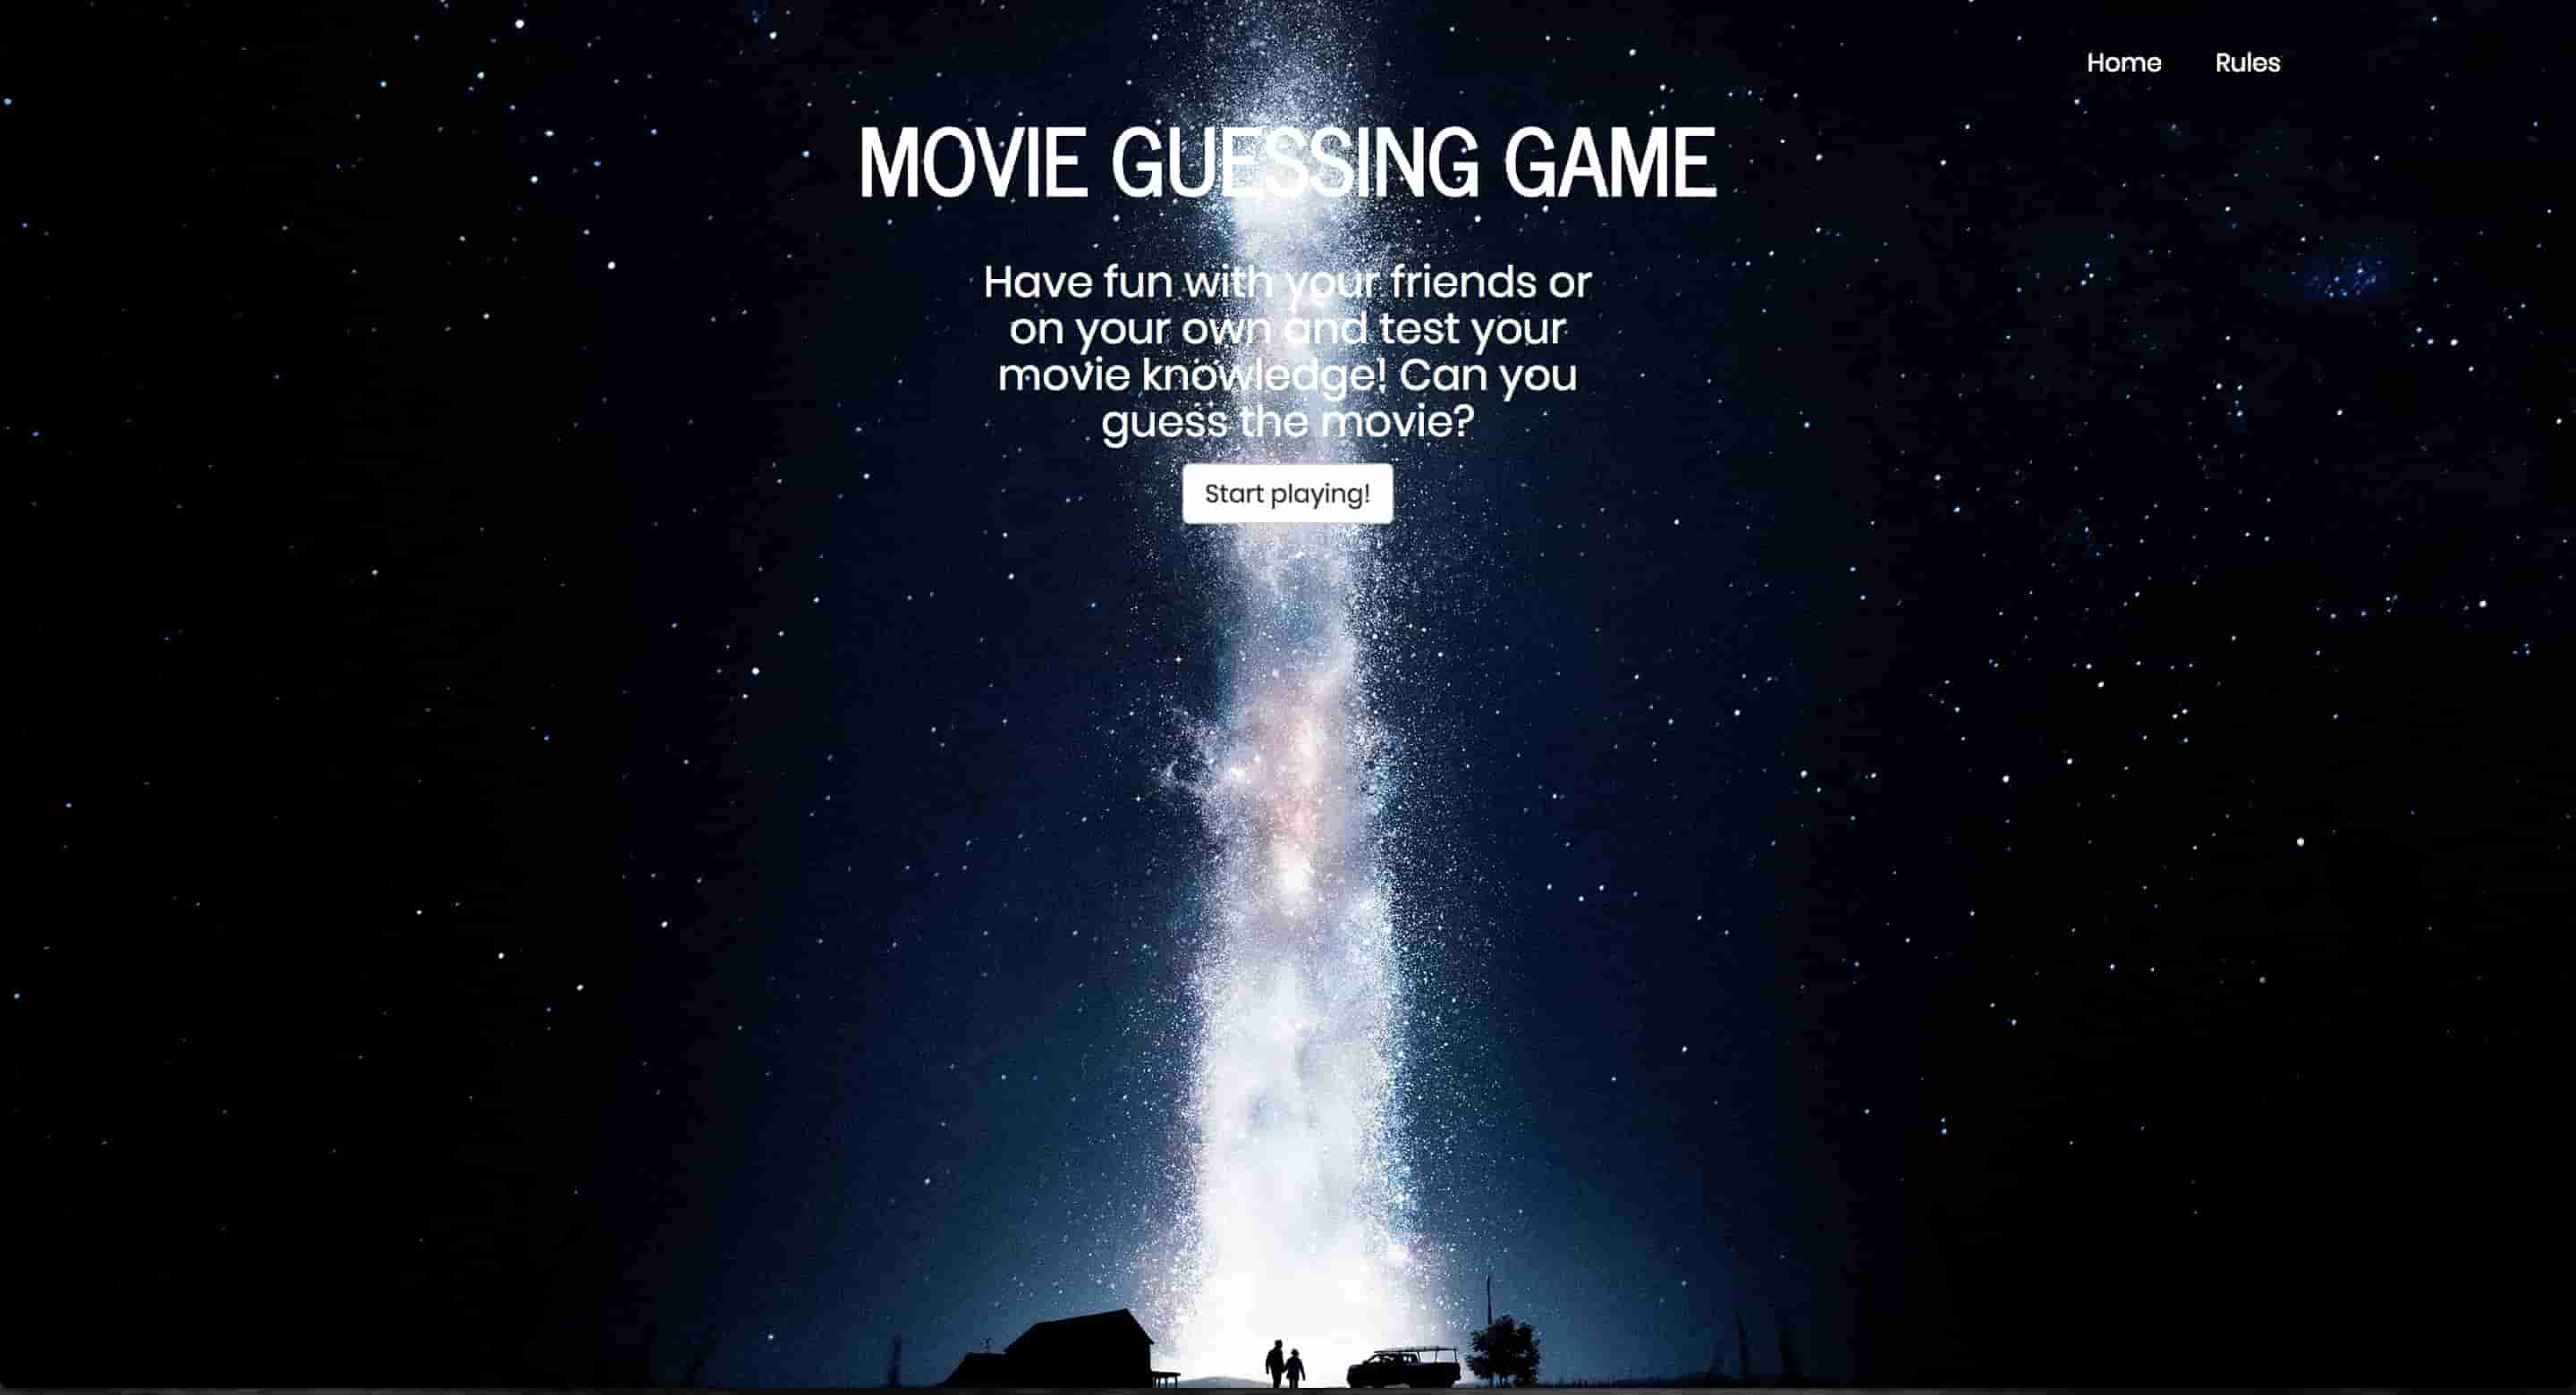 Home Rules
MOVIE GUESSING GAME
Have fun with your friends or
on your own and test your
movie knowledge! Can you
guess the movie?
Start playing!